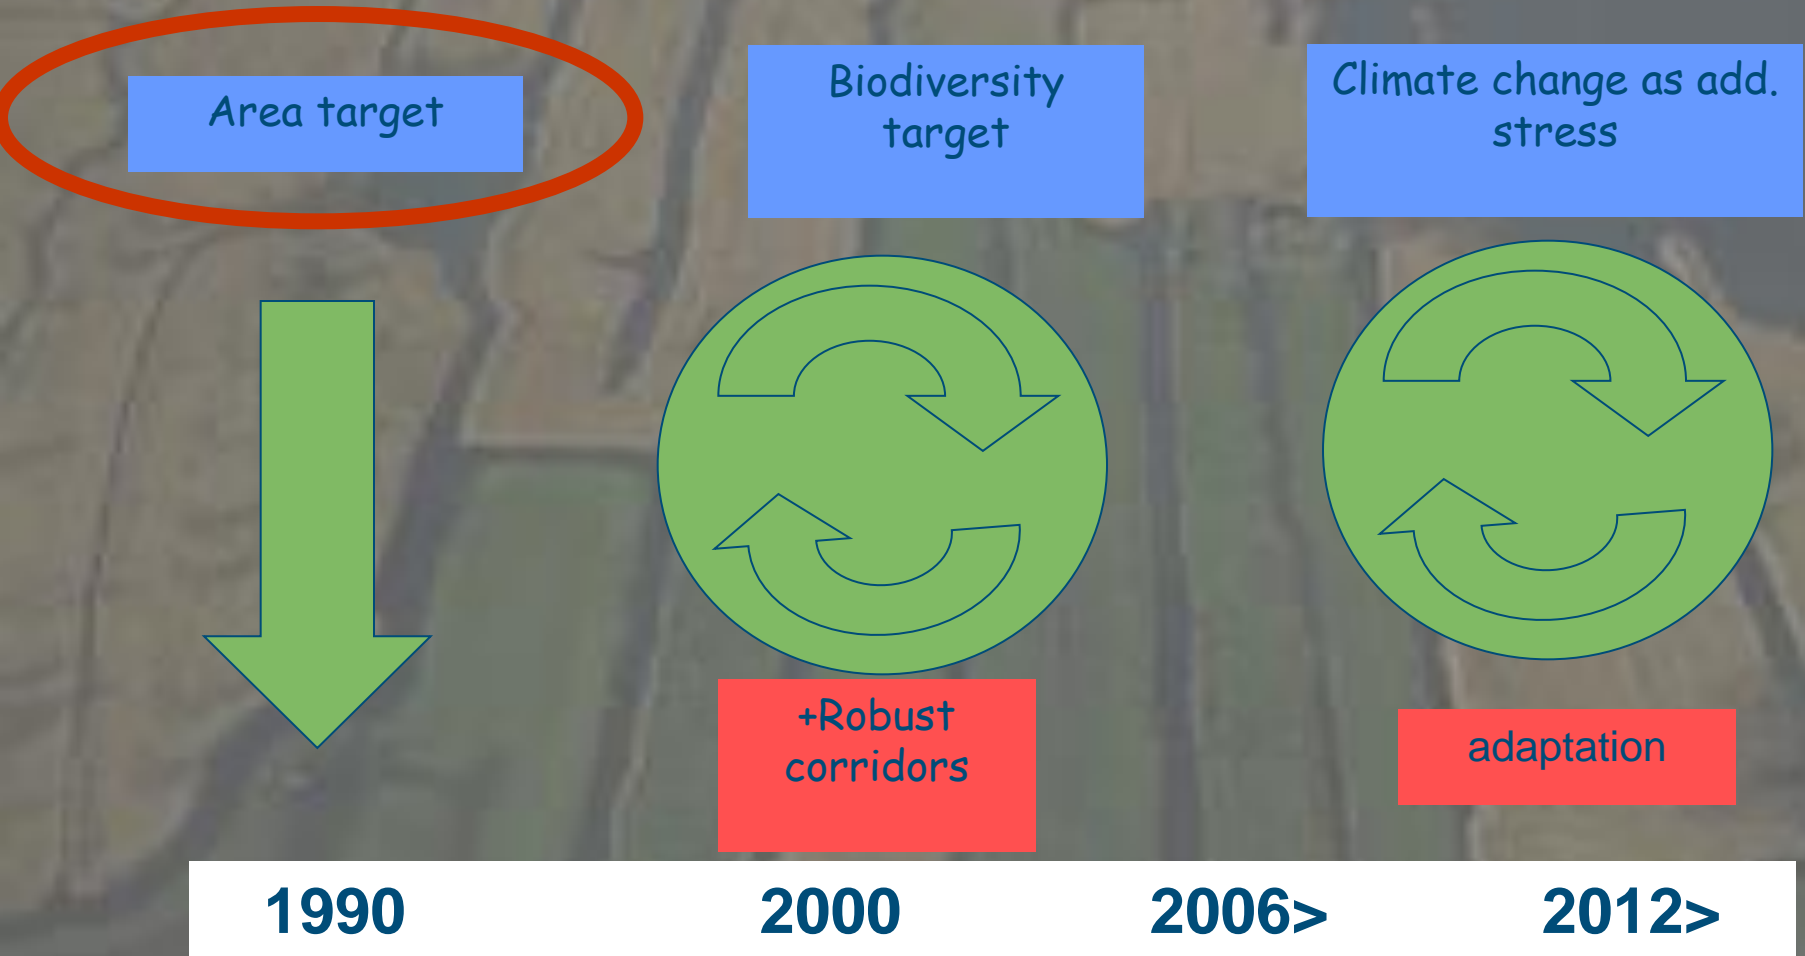 Area target
Biodiversity
target
Climate change as add.
stress
+Robust
corridors
adaptation
1990 2000 2006> 2012>